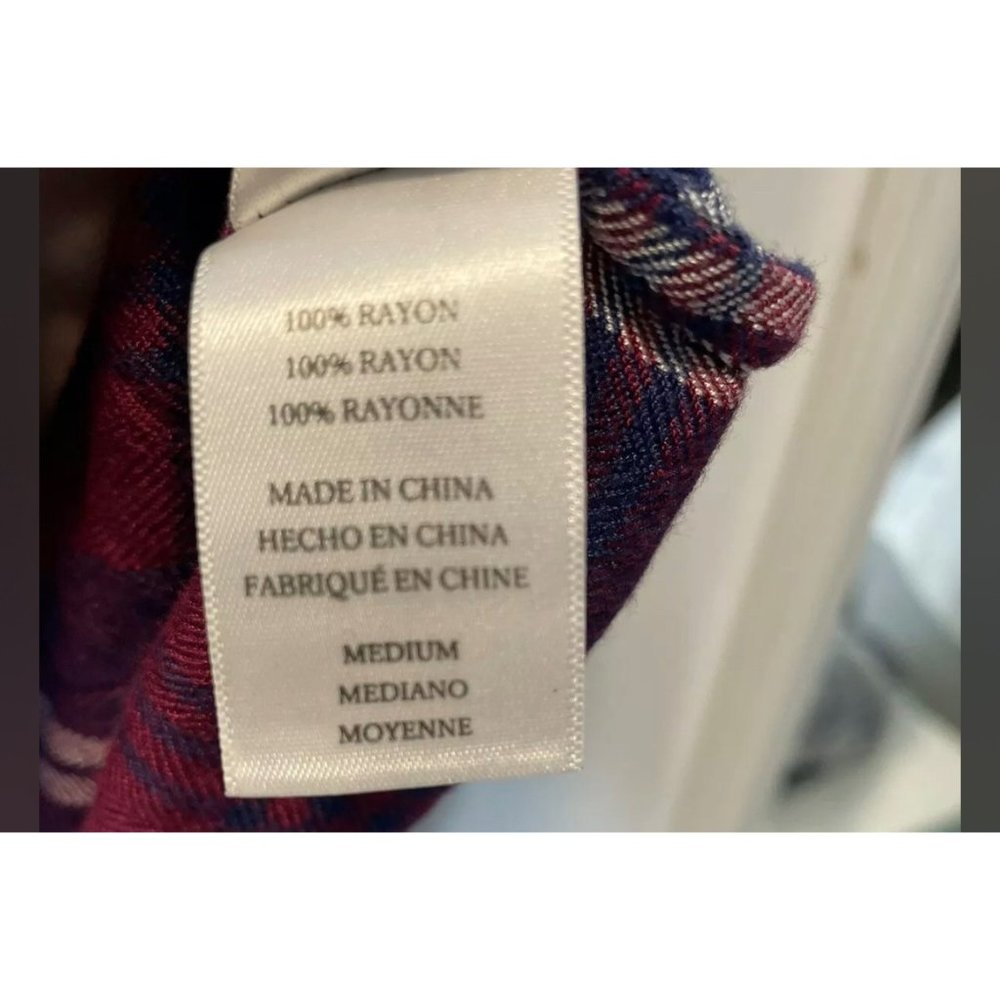 100% RAYON
100% RAYON
100% RAYONNE
MADE IN CHINA
HECHO EN CHINA
FABRIQUÉ EN CHINE
MEDIUM
MEDIANO
MOYENNE